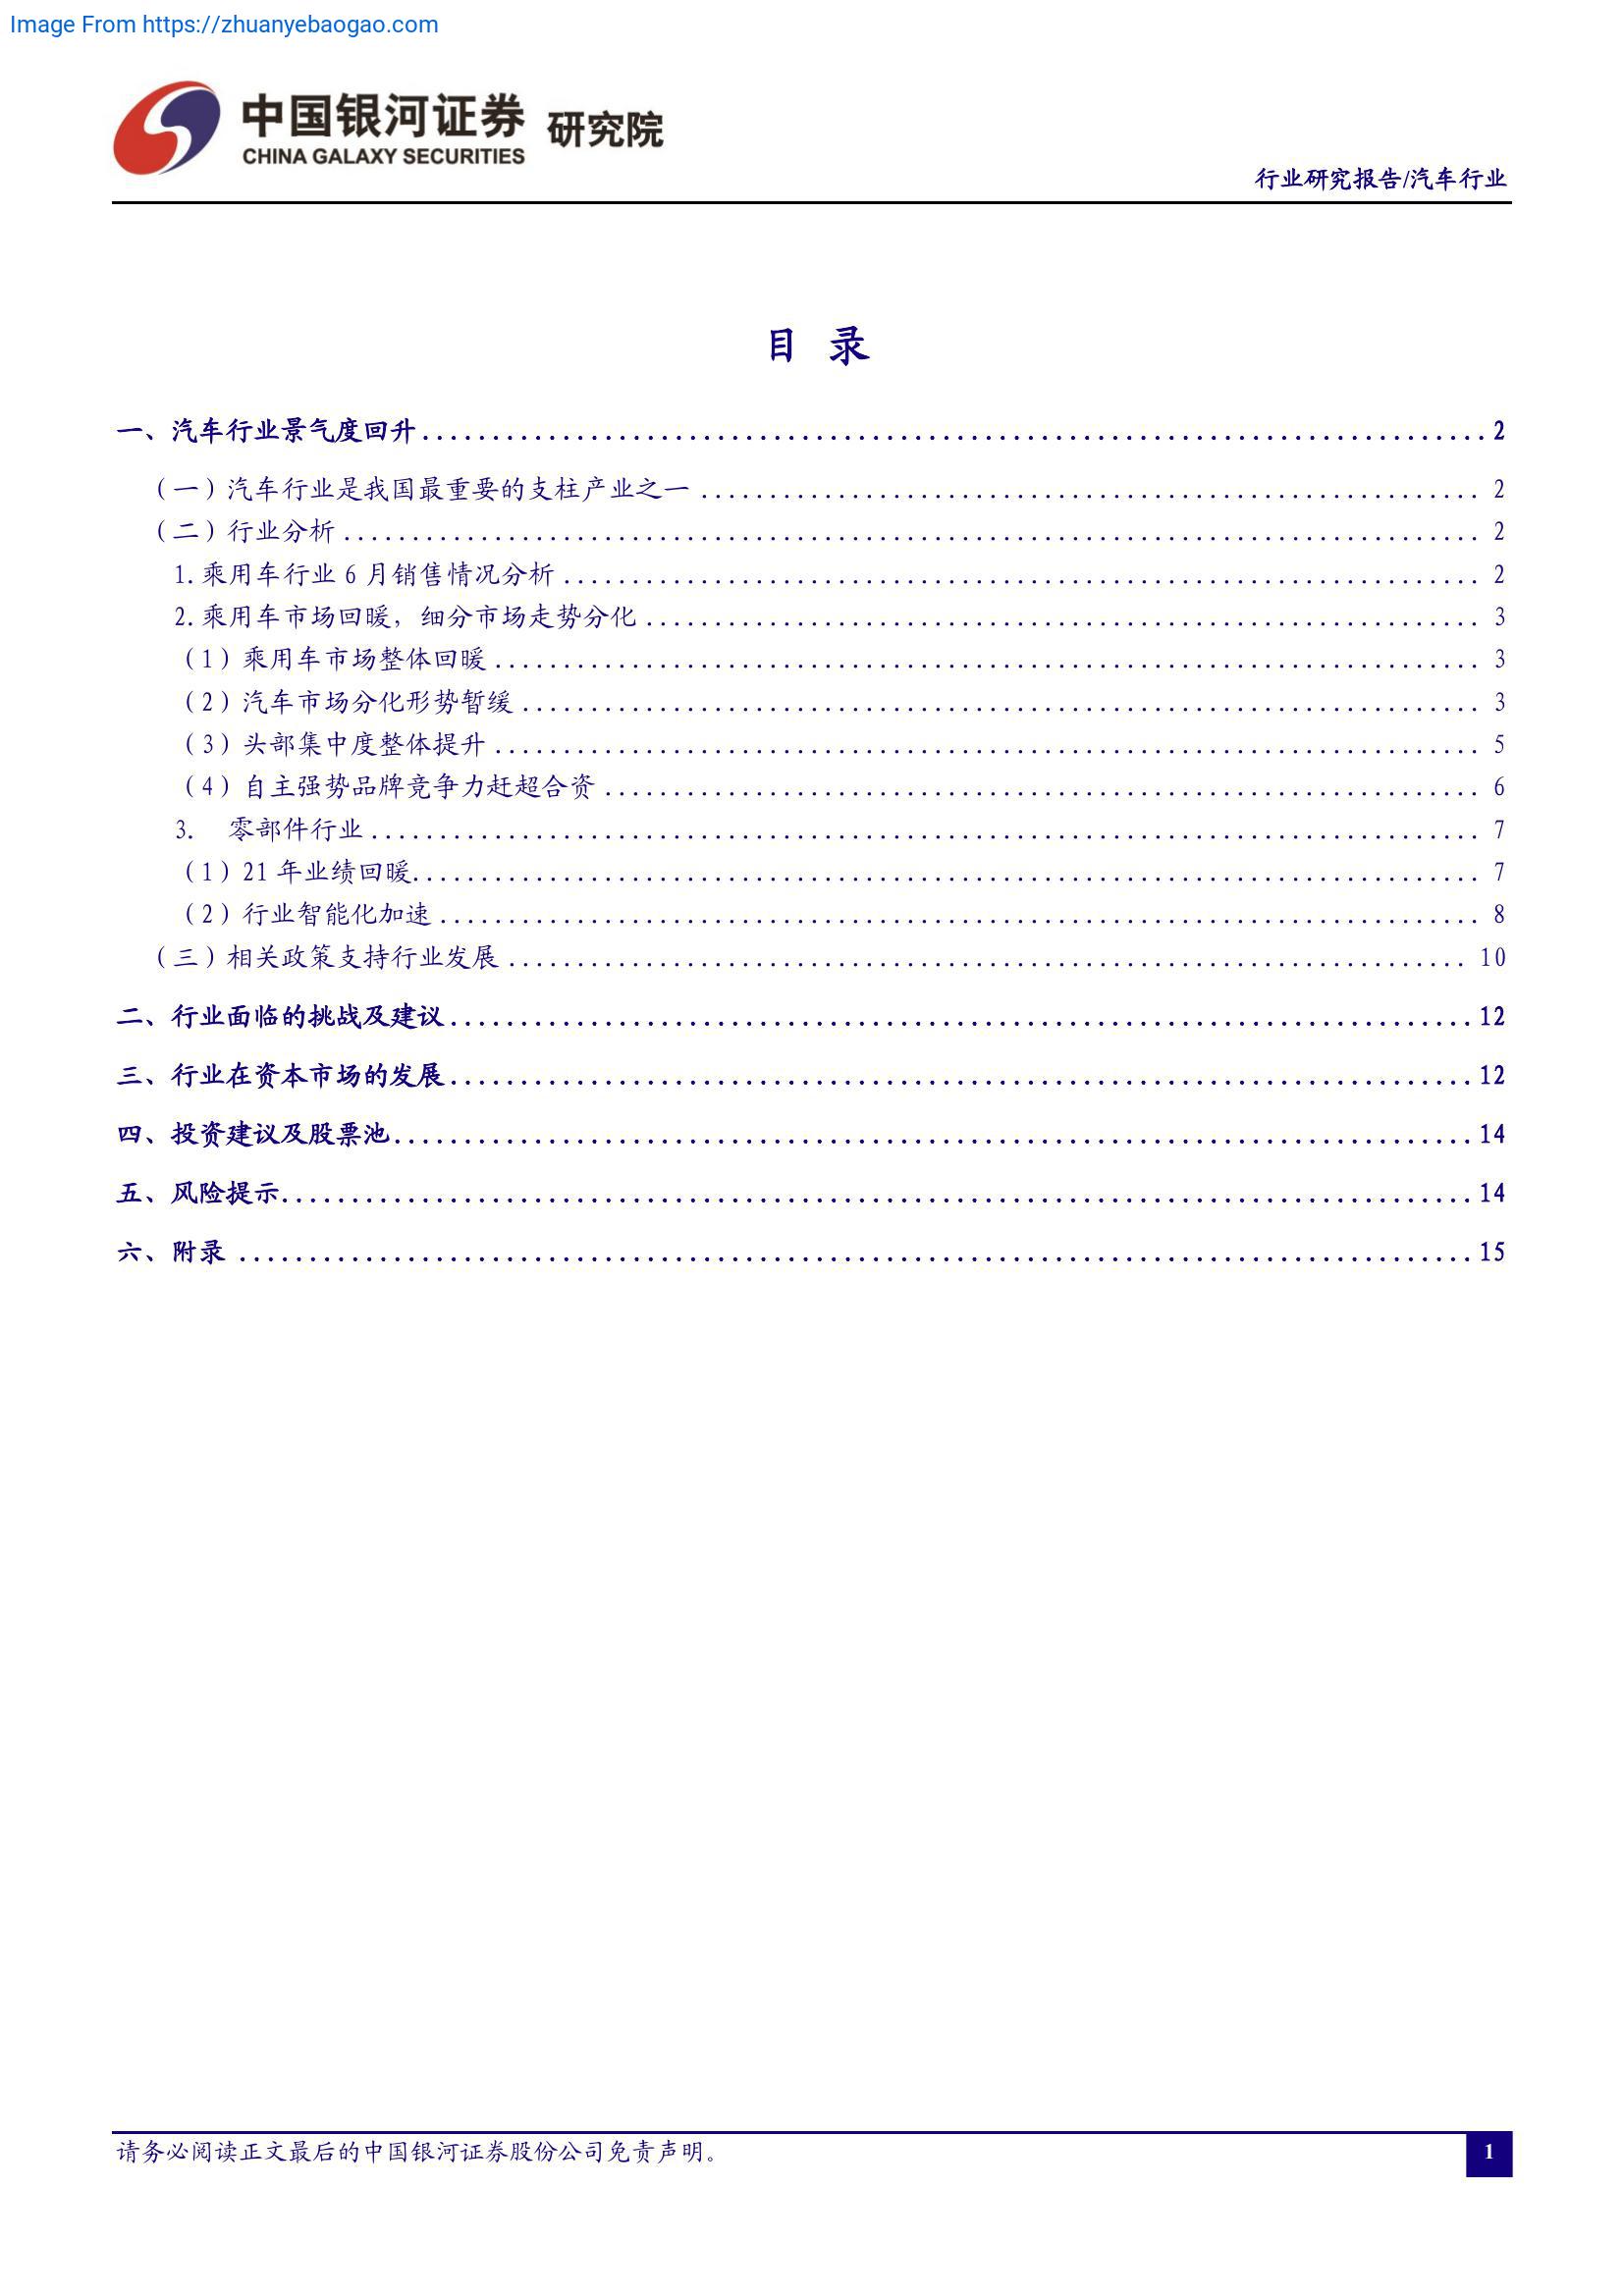 Image From https://zhuanyebaogao.com
中国银河证券 研究院
CHINA GALAXY SECURITIES
行业研究报告/汽车行业
目 录
一、汽车行业景气度回升 2
（一）汽车行业是我国最重要的支柱产业之一 2
（二）行业分析 2
1.乘用车行业 6 月销售情况分析 2
2.乘用车市场回暖，细分市场走势分化 3
（1）乘用车市场整体回暖 3
（2）汽车市场分化形势暂缓 3
（3）头部集中度整体提升 5
（4）自主强势品牌竞争力赶超合资 6
3. 零部件行业 7
（1）21 年业绩回暖 7
（2）行业智能化加速 8
（三）相关政策支持行业发展 10
二、行业面临的挑战及建议 12
三、行业在资本市场的发展 12
四、投资建议及股票池 14
五、风险提示 14
六、附录 15
请务必阅读正文最后的中国银河证券股份公司免责声明。
1